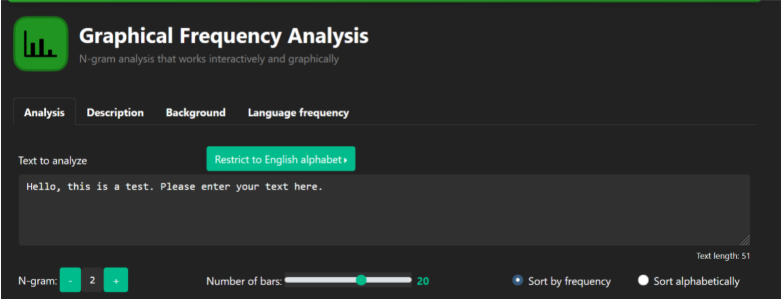 Graphical Frequency Analysis
N-gram analysis that works interactively and graphically
Analysis Description Background Language frequency
Text to analyze Restrict to English alphabet
Hello, this is a test. Please enter your text here.
Text length: 51
N-gram: - 2 + Number of bars: 20 Sort by frequency Sort alphabetically